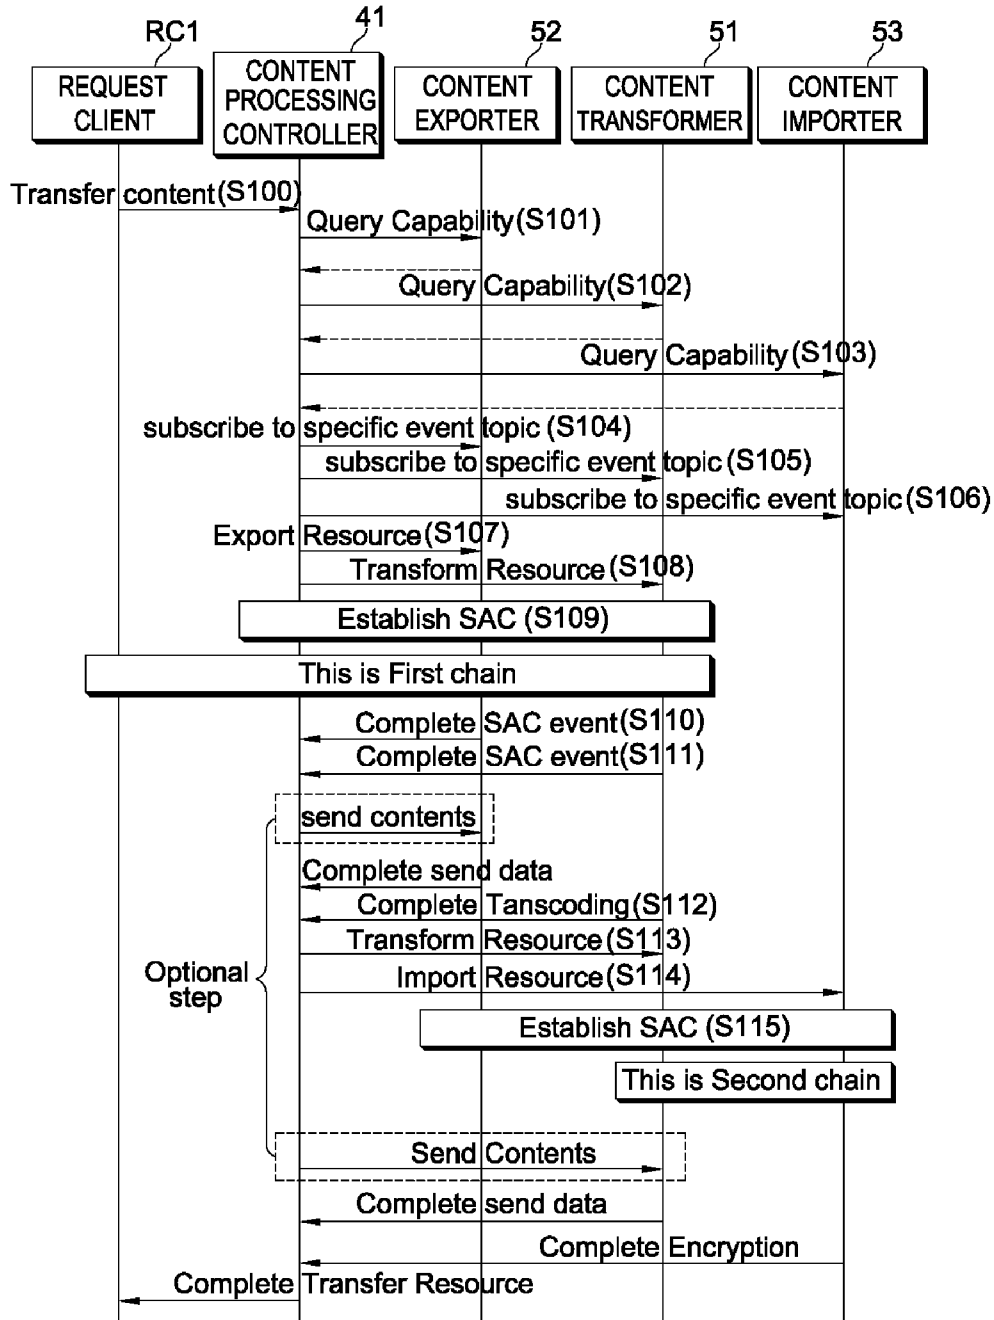 RC1
41
52
51
53
REQUEST
CLIENT
CONTENT
PROCESSING
CONTROLLER
CONTENT
EXPORTER
CONTENT
TRANSFORMER
CONTENT
IMPORTER
Transfer content(S100)
Query Capability(S101)
Query Capability(S102)
Query Capability(S103)
subscribe to specific event topic (S104)
subscribe to specific event topic (S105)
subscribe to specific event topic (S106)
Export Resource(S107)
Transform Resource (S108)
Establish SAC (S109)
This is First chain
Complete SAC event(S110)
Complete SAC event(S111)
send contents
Complete send data
Complete Tanscoding(S112)
Transform Resource (S113)
Import Resource(S114)
Optional
step
Establish SAC (S115)
This is Second chain
Send Contents
Complete send data
Complete Encryption
Complete Transfer Resource